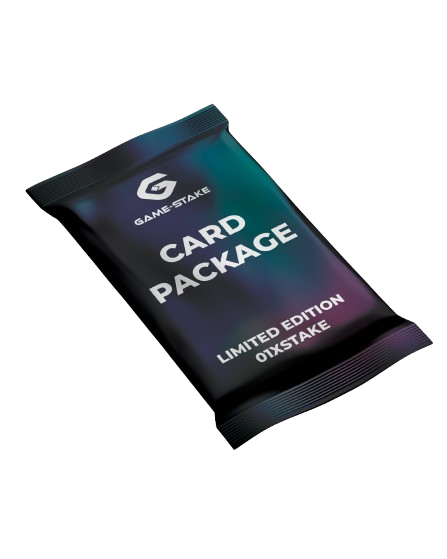 GAME-STAKE
CARD
PACKAGE
LIMITED EDITION
01XSTAKE